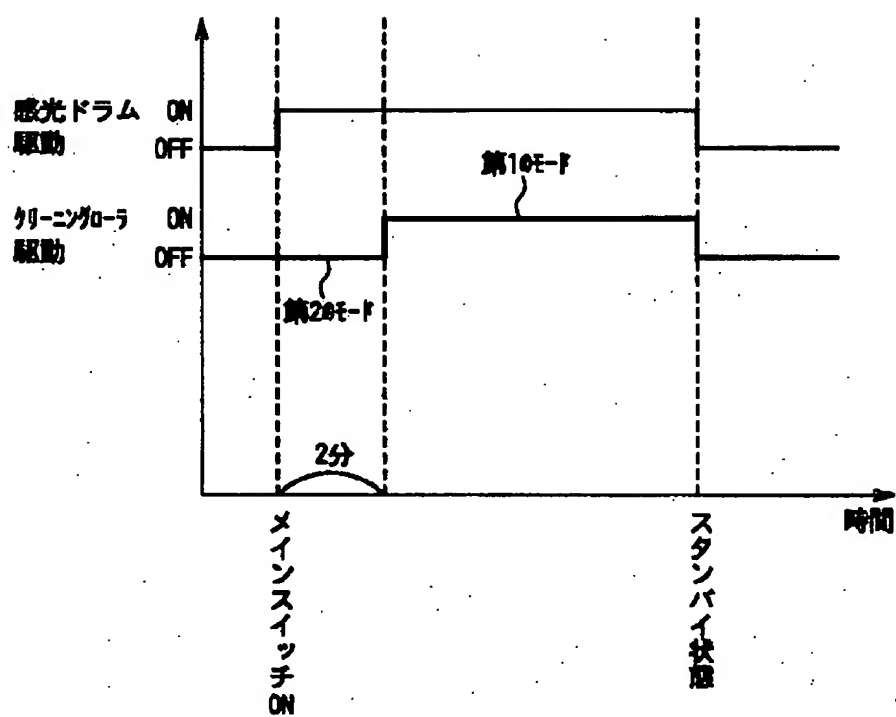 感光ドラム ON
駆動 OFF
第1のモード
クリーニングローラ ON
駆動 OFF
第2のモード
2分
時間
メインスイッチON
スタンバイ状態